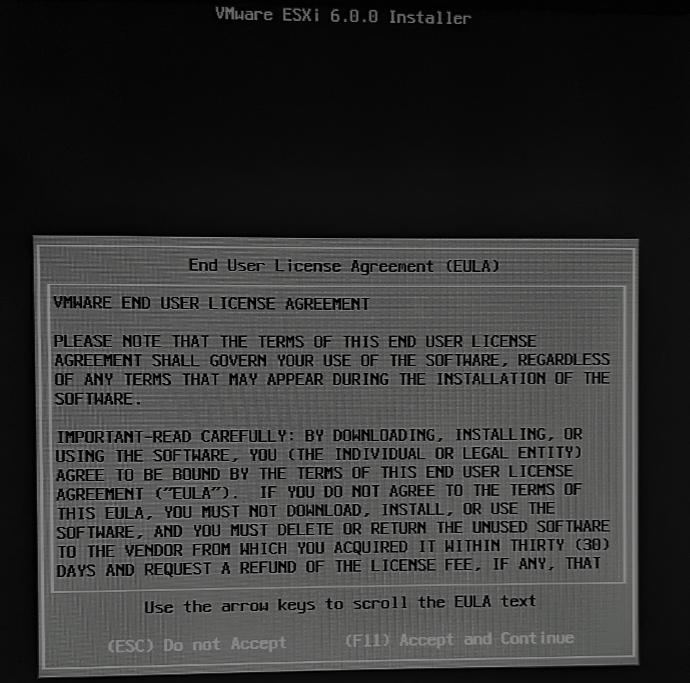 VMware ESXi 6.0.0 Installer
End User License Agreement (EULA)
VMWARE END USER LICENSE AGREEMENT
PLEASE NOTE THAT THE TERMS OF THIS END USER LICENSE
AGREEMENT SHALL GOVERN YOUR USE OF THE SOFTWARE, REGARDLESS
OF ANY TERMS THAT MAY APPEAR DURING THE INSTALLATION OF THE
SOFTWARE.
IMPORTANT-READ CAREFULLY: BY DOWNLOADING, INSTALLING, OR
USING THE SOFTWARE, YOU (THE INDIVIDUAL OR LEGAL ENTITY)
AGREE TO BE BOUND BY THE TERMS OF THIS END USER LICENSE
AGREEMENT ("EULA").  IF YOU DO NOT AGREE TO THE TERMS OF
THIS EULA, YOU MUST NOT DOWNLOAD, INSTALL, OR USE THE
SOFTWARE, AND YOU MUST DELETE OR RETURN THE UNUSED SOFTWARE
TO THE VENDOR FROM WHICH YOU ACQUIRED IT WITHIN THIRTY (30)
DAYS AND REQUEST A REFUND OF THE LICENSE FEE, IF ANY, THAT
Use the arrow keys to scroll the EULA text
(ESC) Do not Accept     (F11) Accept and Continue